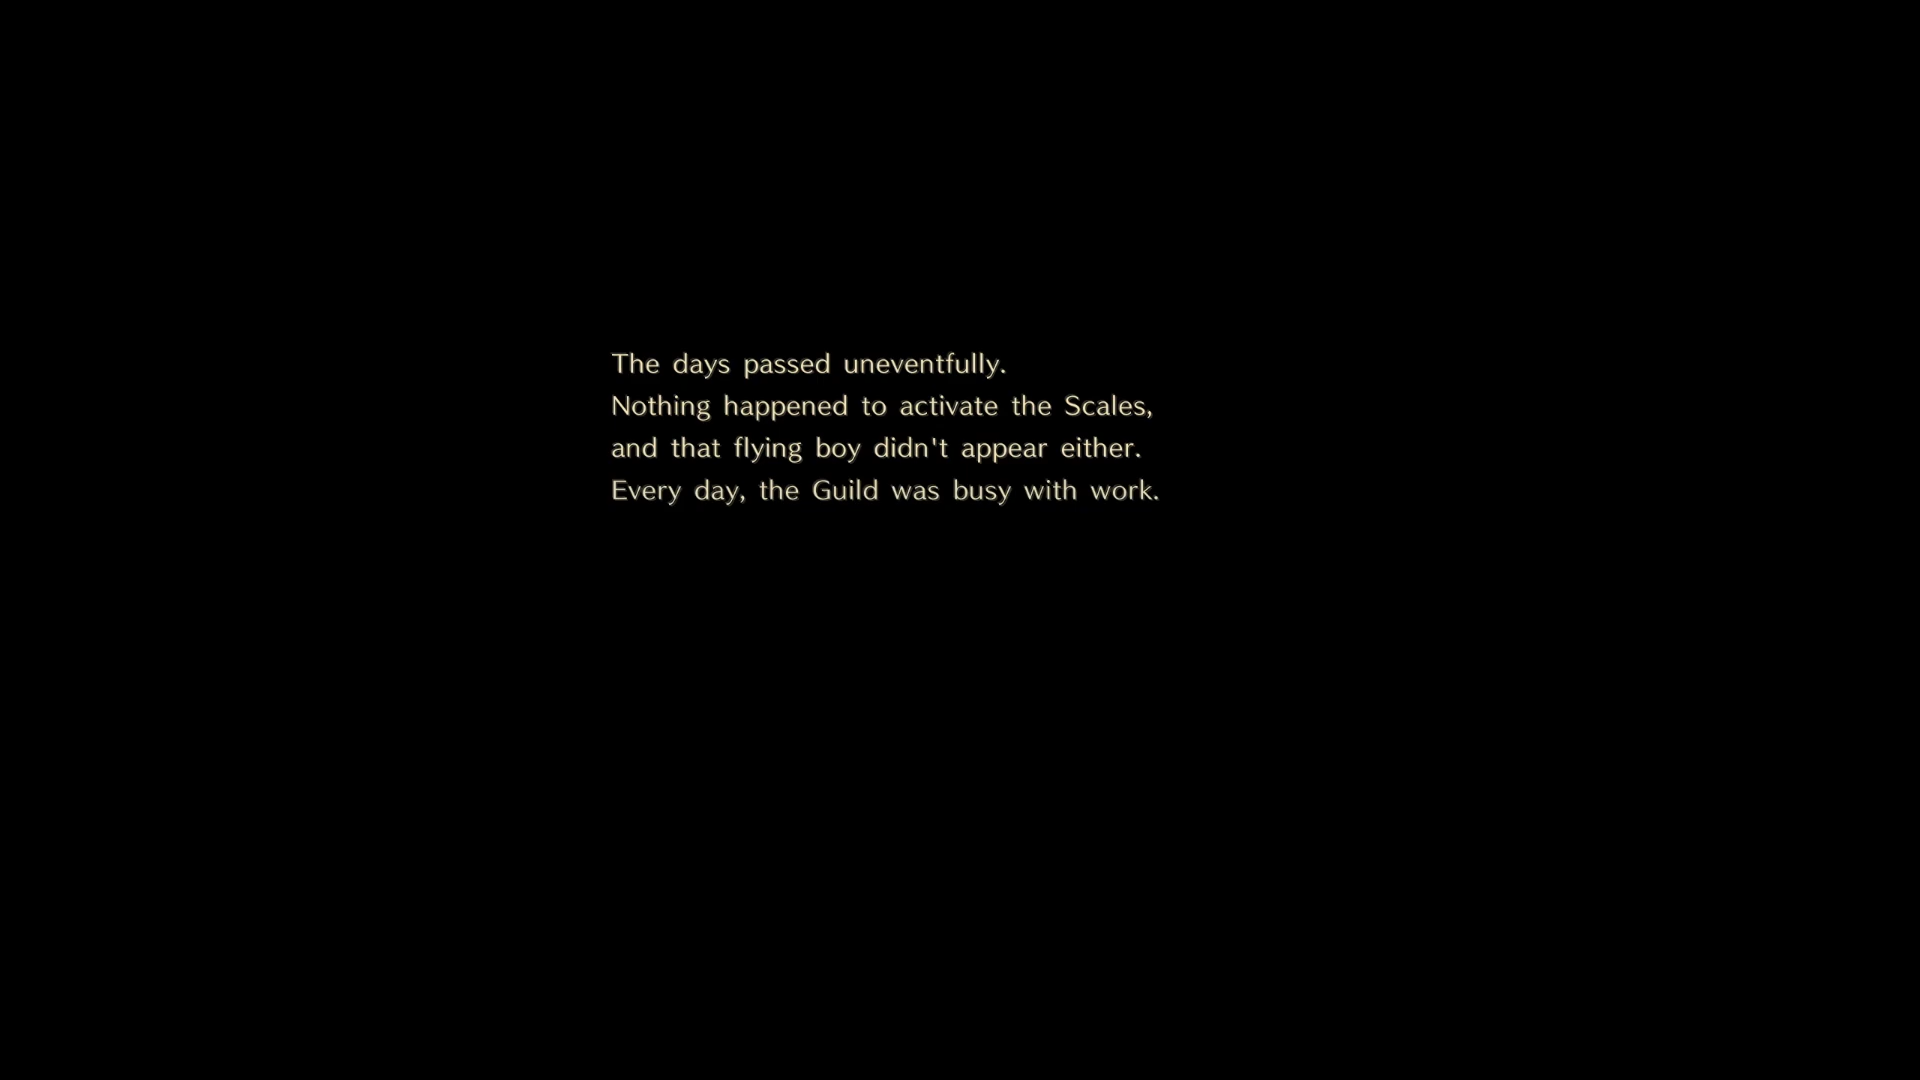 The days passed uneventfully.
Nothing happened to activate the Scales,
and that flying boy didn't appear either.
Every day, the Guild was busy with work.